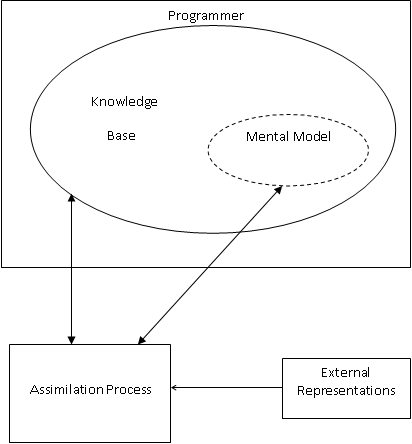 Programmer
Knowledge
Base
Mental Model
Assimilation Process
External
Representations